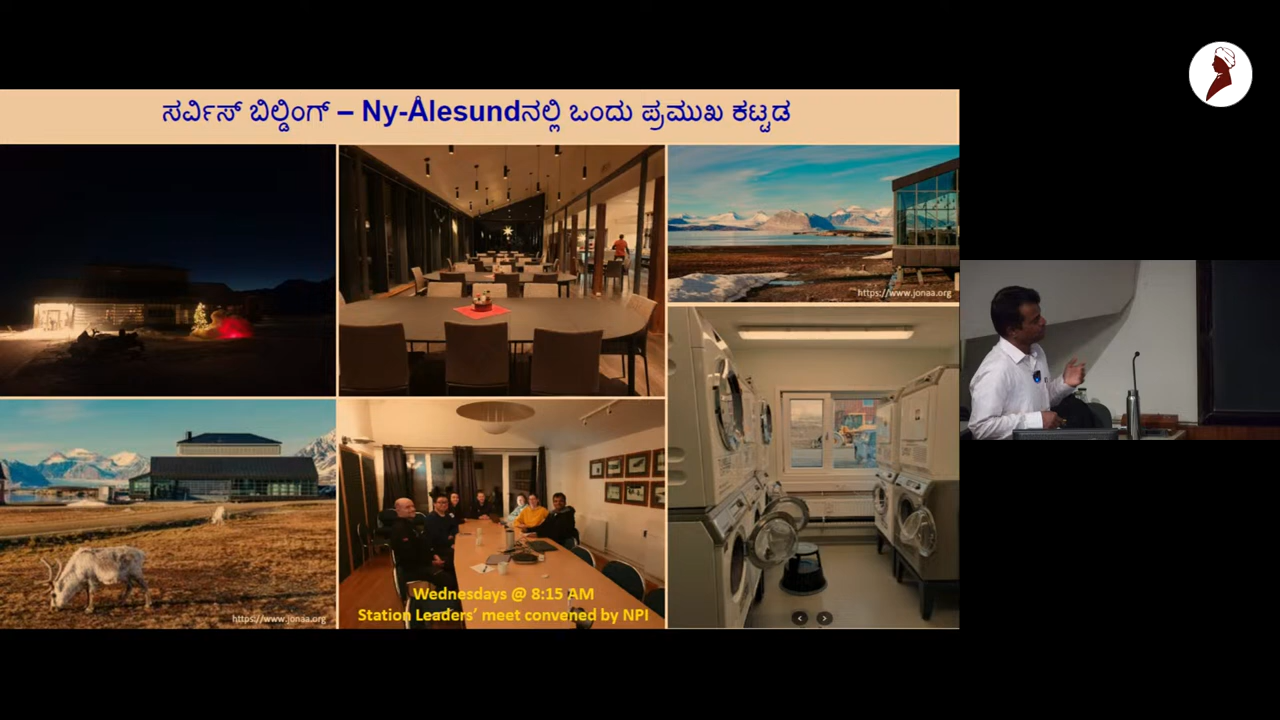 ಸರ್ವಿಸ್ ಬಿಲ್ಡಿಂಗ್ – Ny-Ålesundನಲ್ಲಿ ಒಂದು ಪ್ರಮುಖ ಕಟ್ಟಡ
https://www.jonaa.org
https://www.jonaa.org
Wednesdays @ 8:15 AM
Station Leaders’ meet convened by NPI